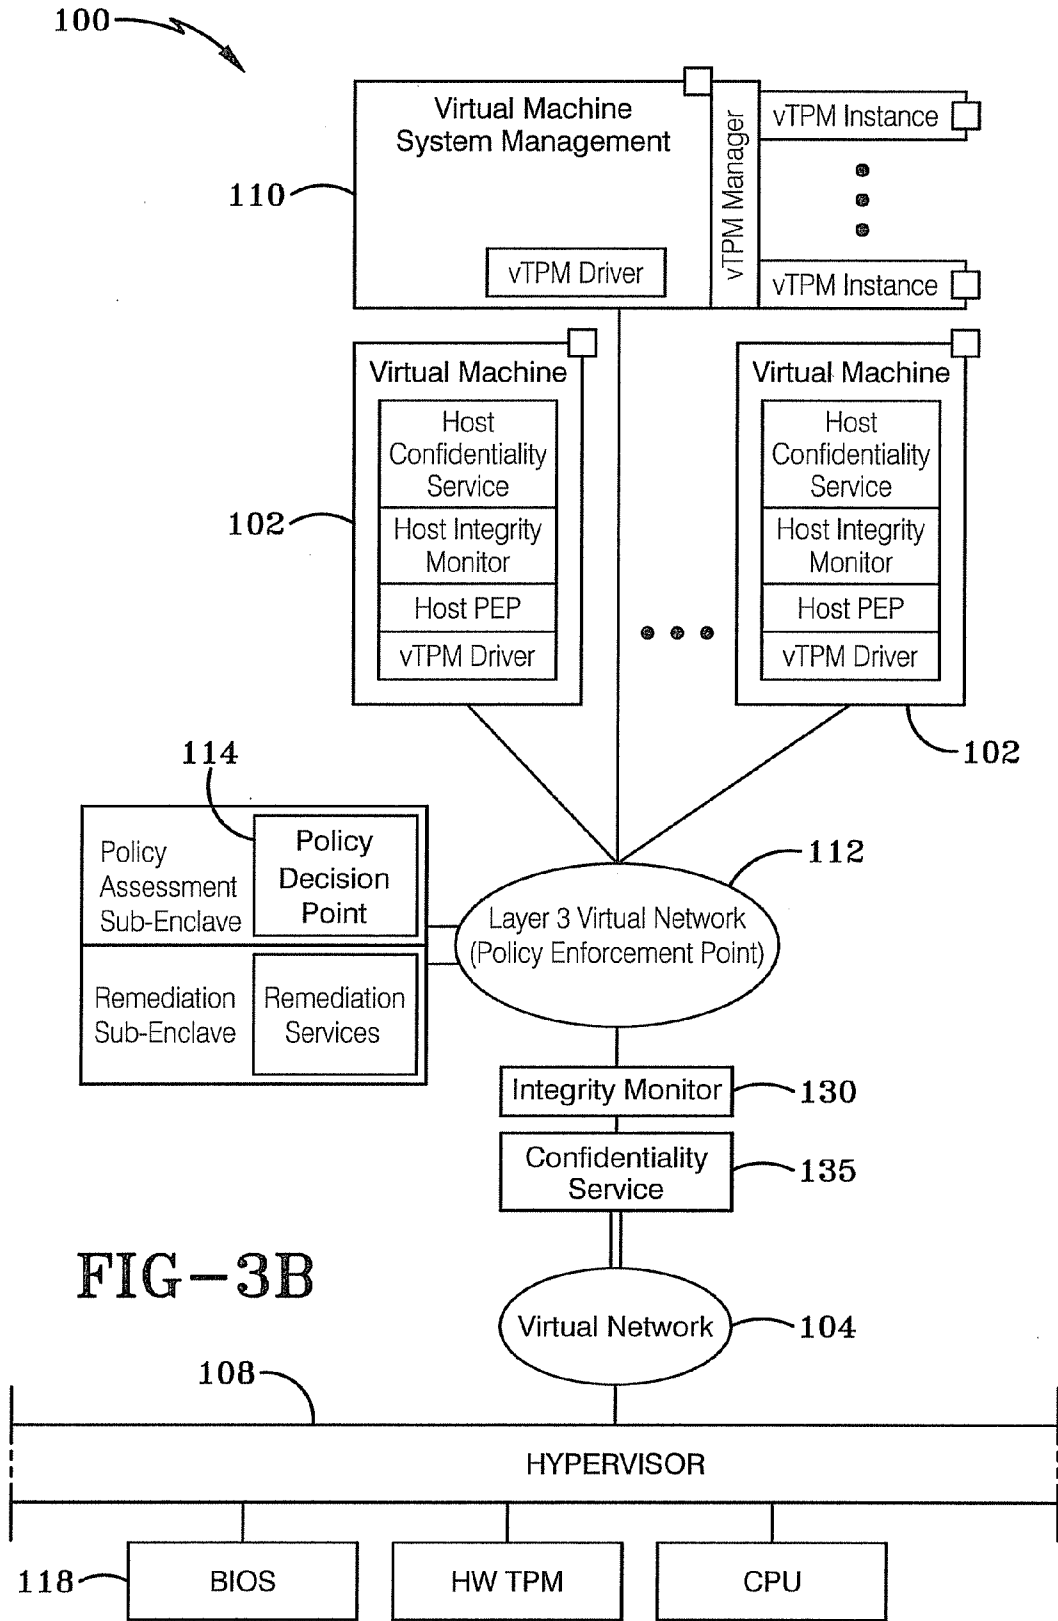 100
Virtual Machine
System Management
vTPM Manager
vTPM Instance
110
vTPM Driver
vTPM Instance
Virtual Machine
Host
Confidentiality
Service
Host Integrity
Monitor
Host PEP
vTPM Driver
102
Virtual Machine
Host
Confidentiality
Service
Host Integrity
Monitor
Host PEP
vTPM Driver
102
114
Policy
Assessment
Sub-Enclave
Policy
Decision
Point
Remediation
Sub-Enclave
Remediation
Services
112
Layer 3 Virtual Network
(Policy Enforcement Point)
Integrity Monitor
130
Confidentiality
Service
135
FIG-3B
Virtual Network
104
108
HYPERVISOR
118
BIOS
HW TPM
CPU